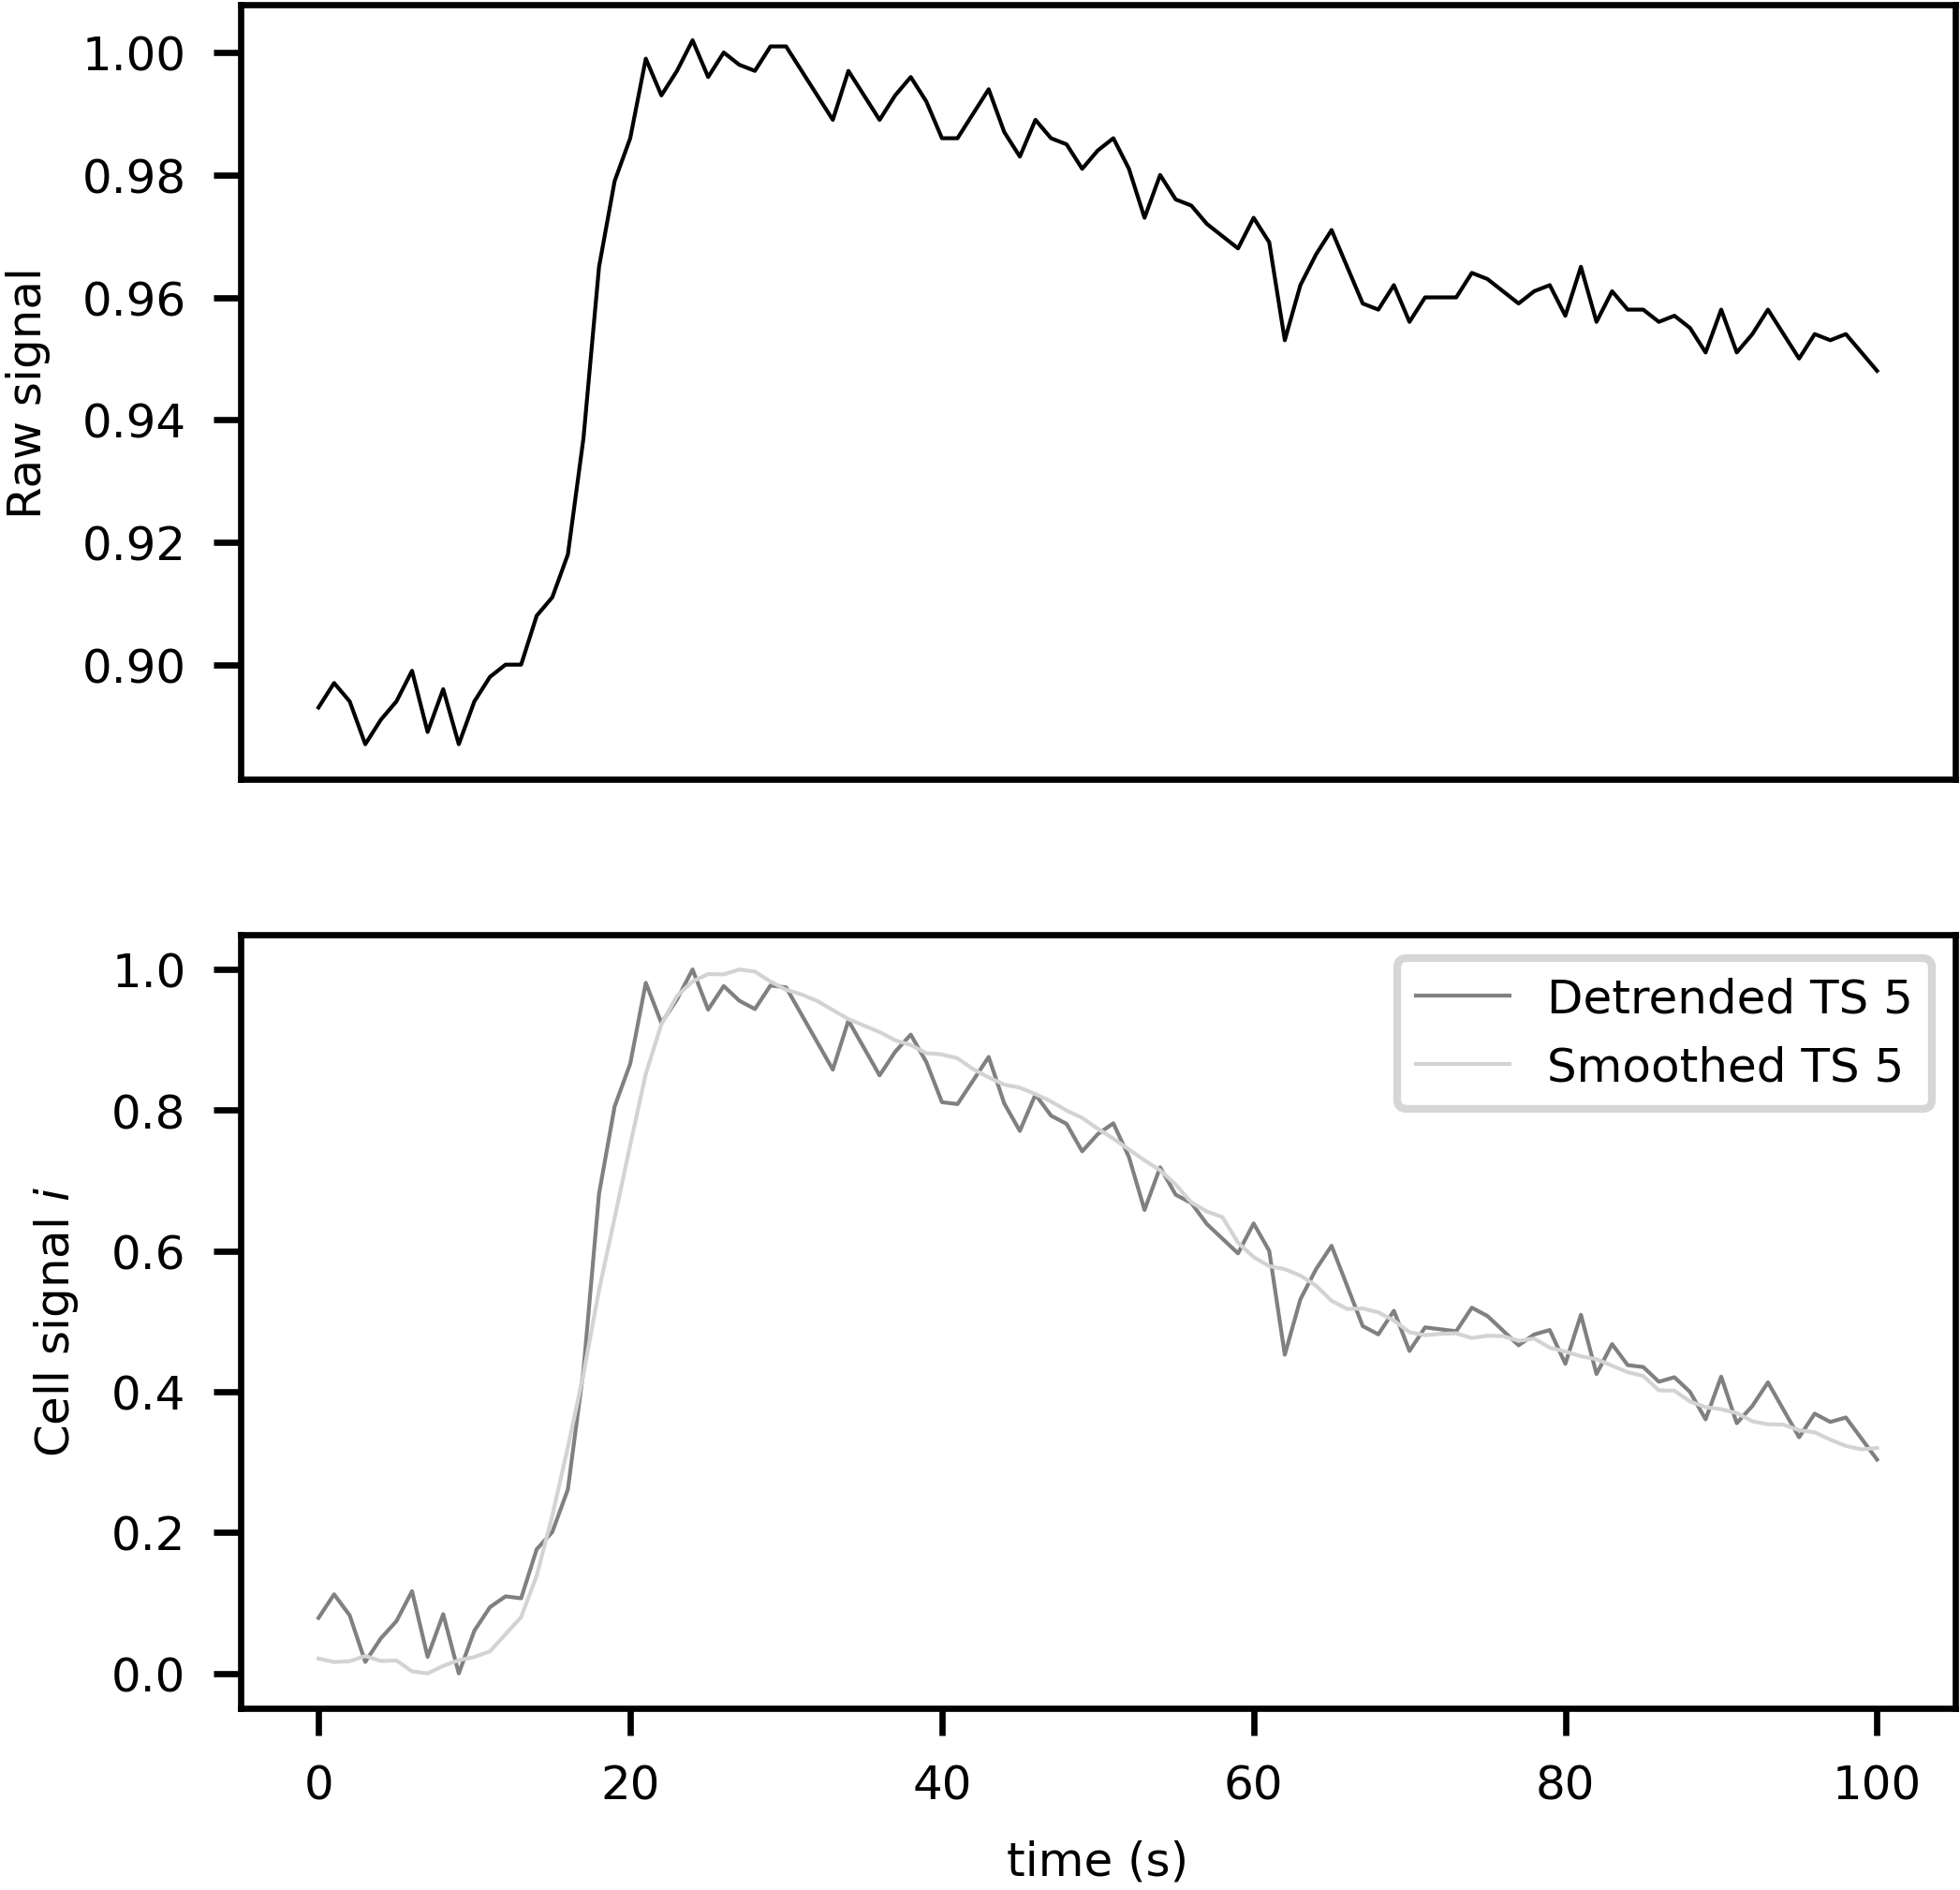 1.00
0.98
0.96
0.94
0.92
0.90
Raw signal
1.0
0.8
0.6
0.4
0.2
0.0
Cell signal i
Detrended TS 5
Smoothed TS 5
0 20 40 60 80 100
time (s)